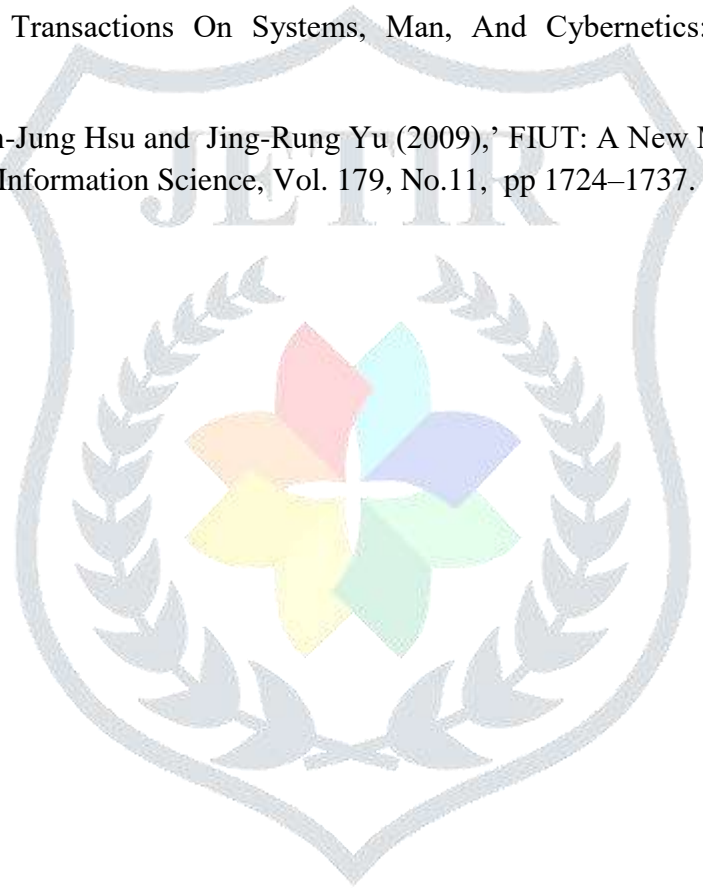 Transactions On Systems, Man, And Cybernetics:
-Jung Hsu and Jing-Rung Yu (2009),’ FIUT: A New
Information Science, Vol. 179, No.11, pp 1724–1737.
JETIR